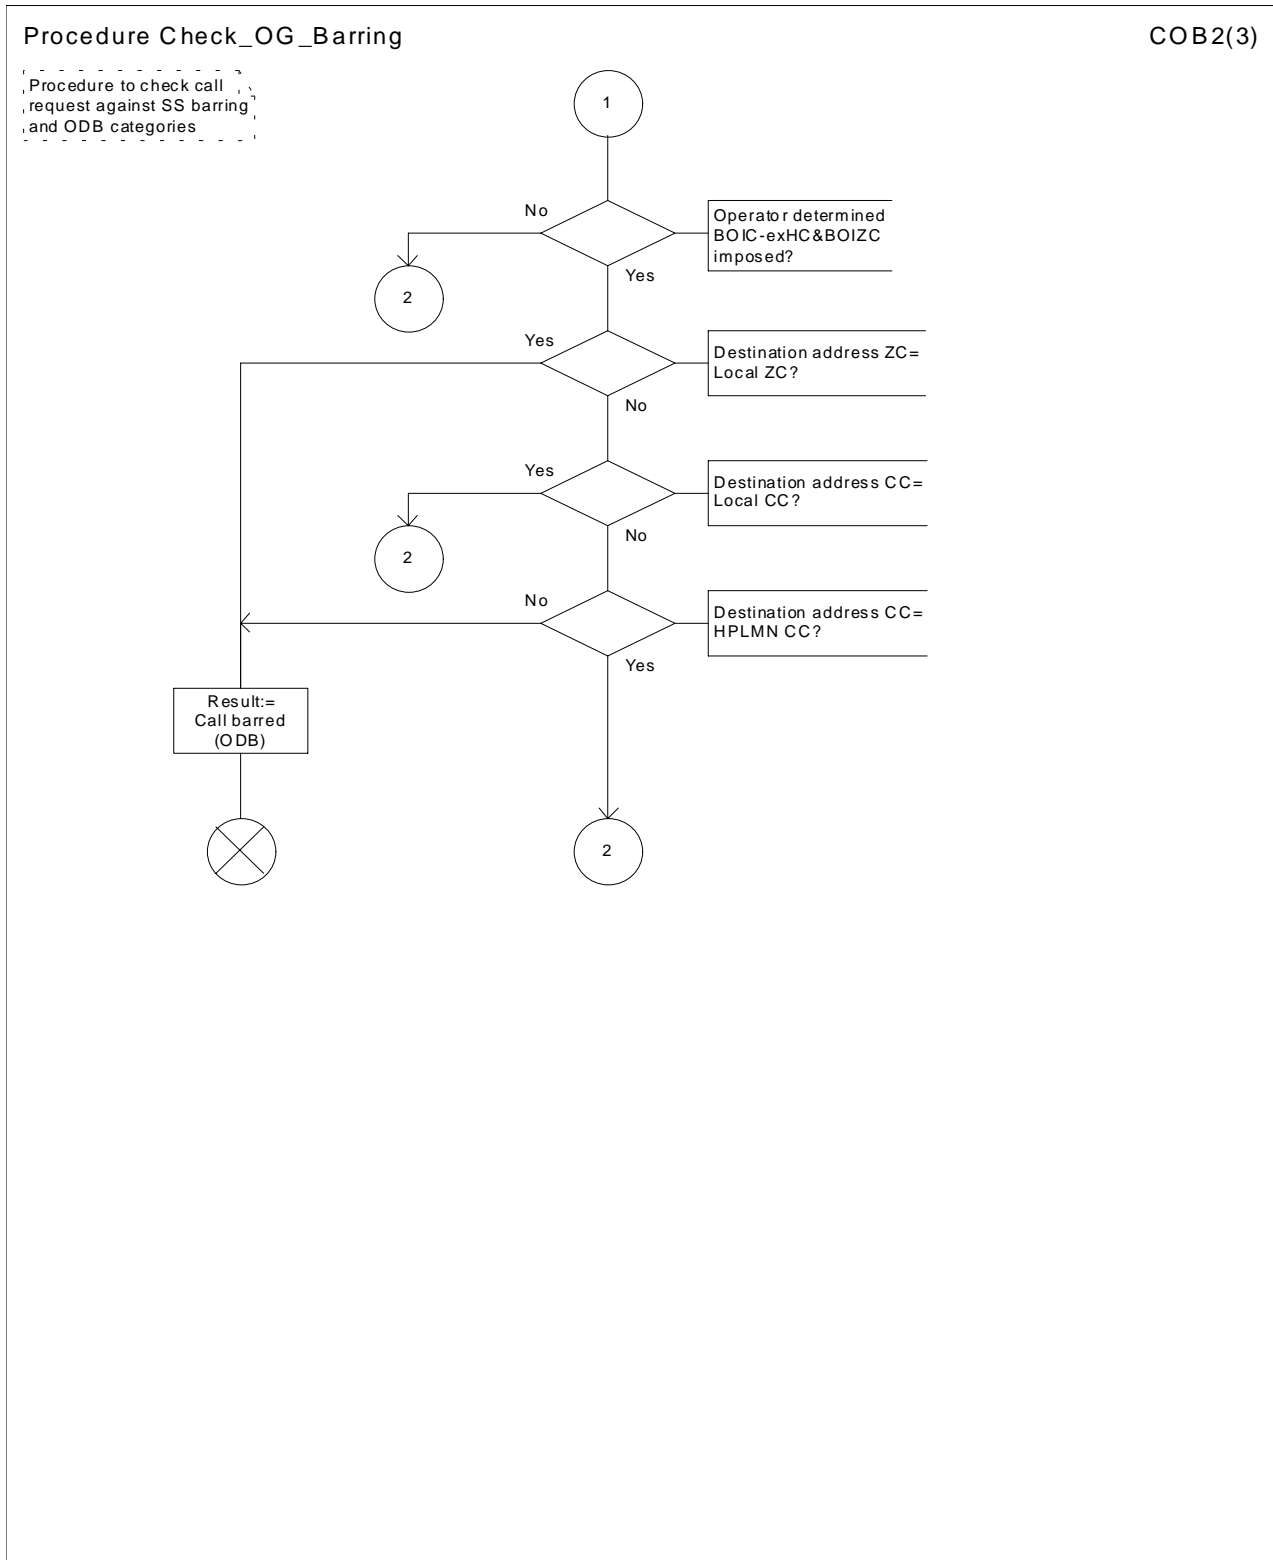 Procedure Check_OG_Barring
COB2(3)
Procedure to check call
request against SS barring
and ODB categories
1
No
Operator determined
BOIC-exHC&BOIZC
imposed?
Yes
2
Yes
Destination address ZC=
Local ZC?
No
Yes
Destination address CC=
Local CC?
No
2
No
Destination address CC=
HPLMN CC?
Yes
Result:=
Call barred
(ODB)
2